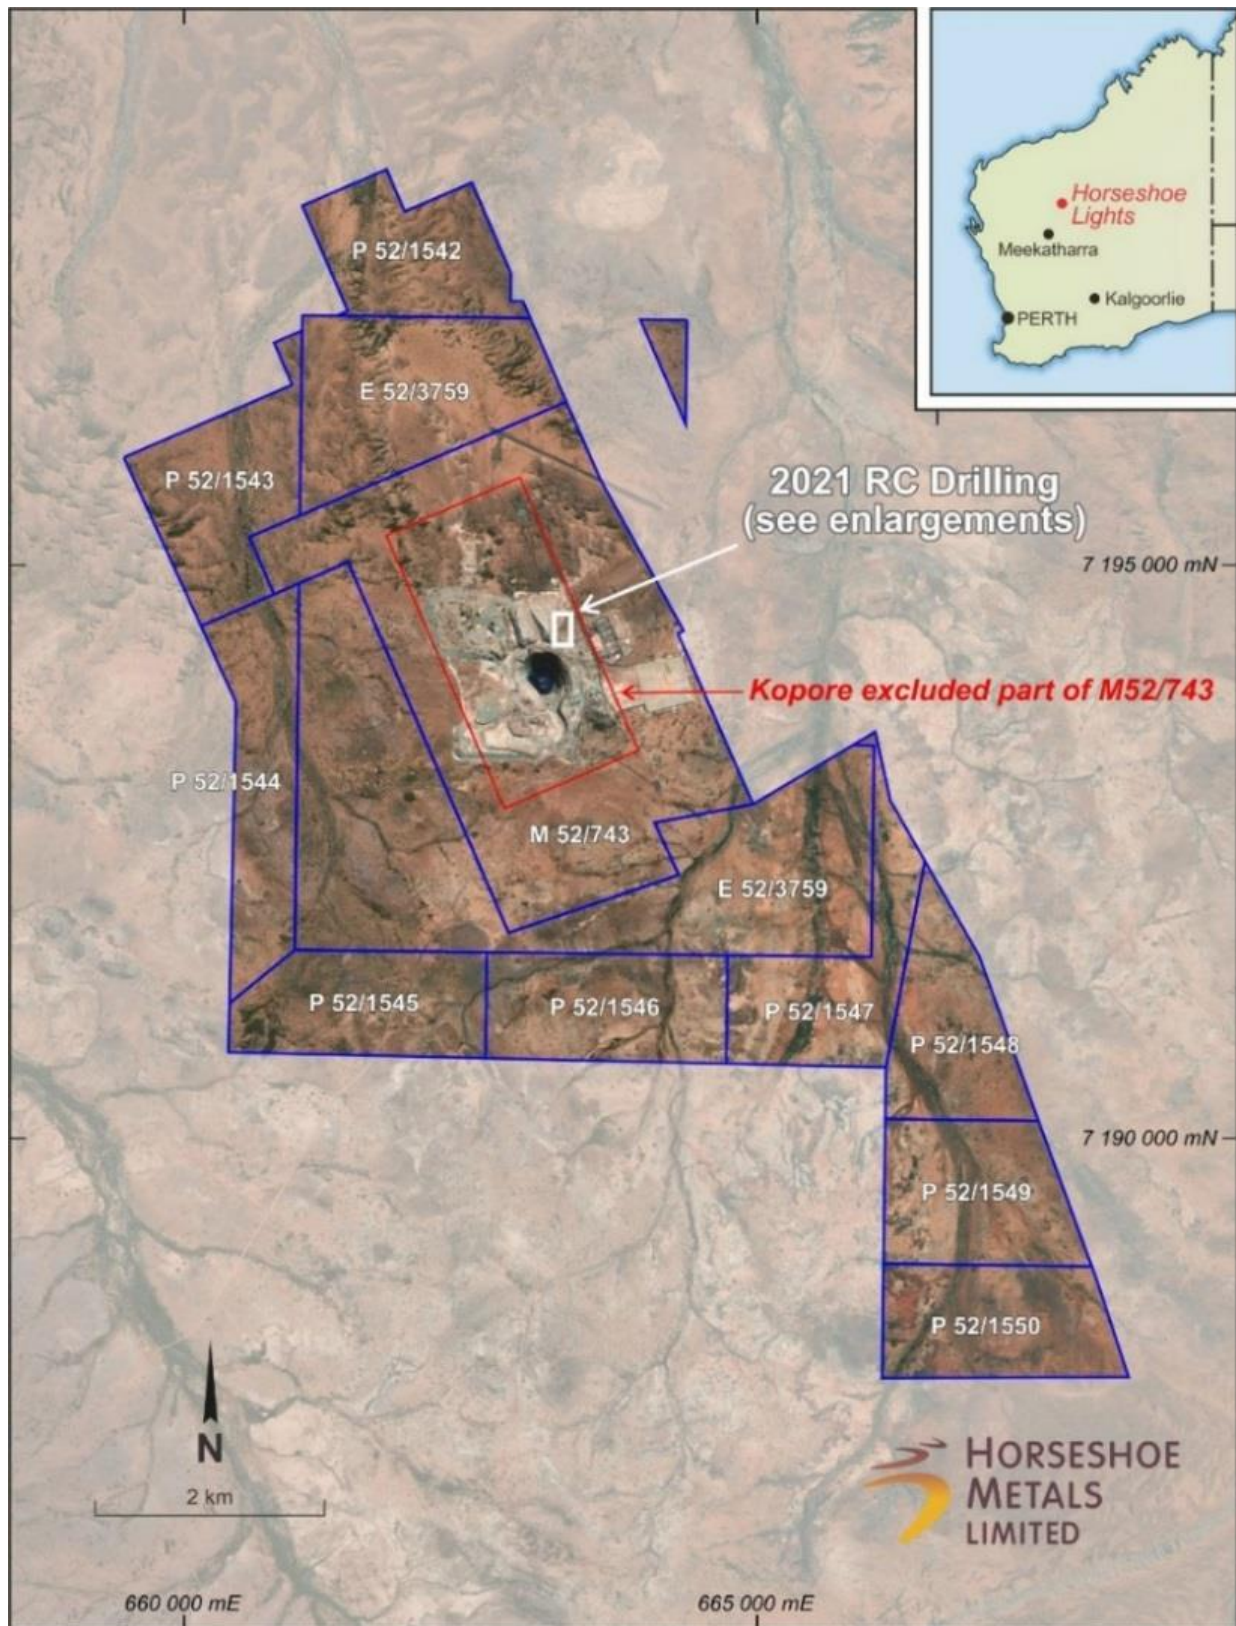 Horseshoe
Lights
Meekatharra
Kalgoorlie
PERTH
P 52/1542
E 52/3759
P 52/1543
2021 RC Drilling
(see enlargements)
7 195 000 mN
Kopore excluded part of M52/743
P 52/1544
M 52/743
E 52/3759
P 52/1545
P 52/1546
P 52/1547
P 52/1548
7 190 000 mN
P 52/1549
P 52/1550
N
2 km
HORSESHOE
METALS
LIMITED
660 000 mE
665 000 mE